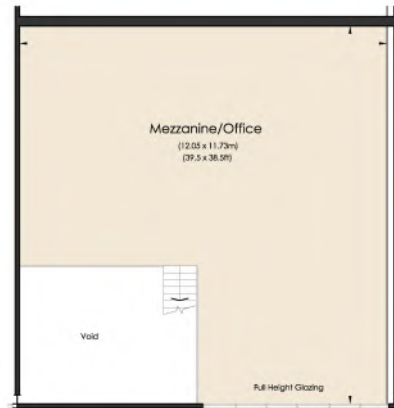 Mezzanine/Office
(12.05 x 11.73m)
(39.5 x 38.5ft)
Void
Full Height Glazing